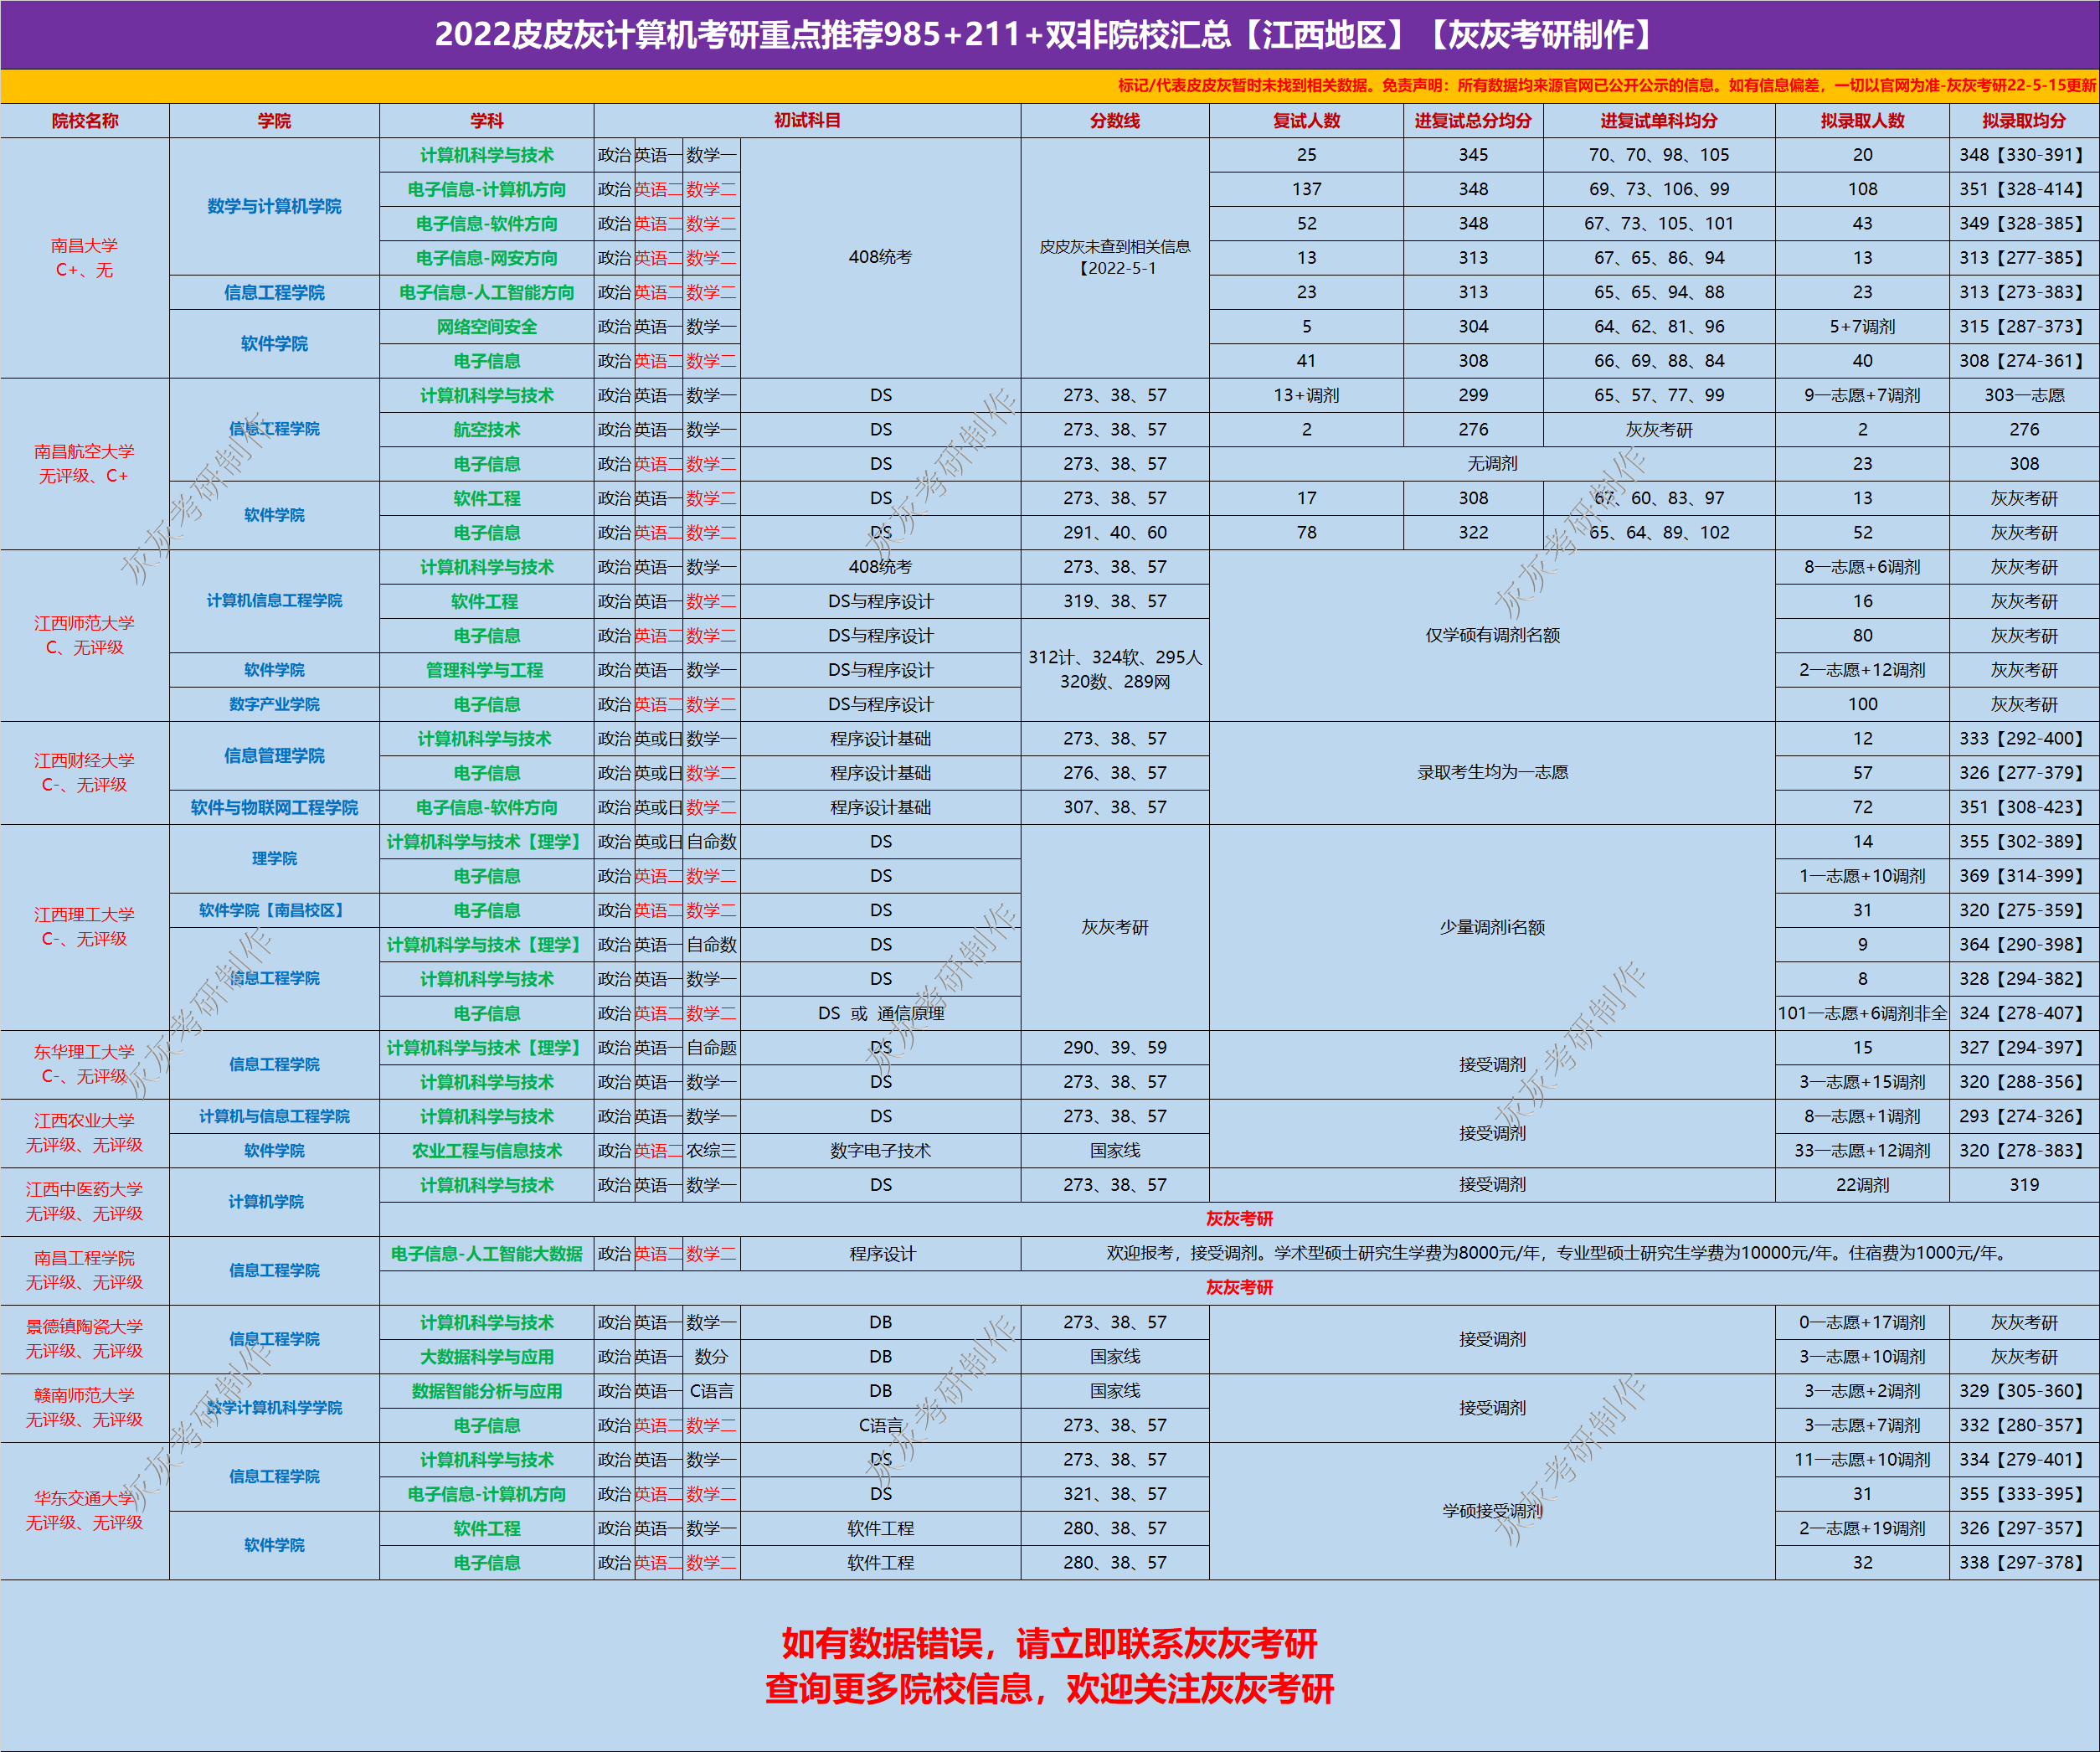 2022皮皮灰计算机考研重点推荐985+211+双非院校汇总【江西地区】【灰灰考研制作】
标记/代表皮皮灰暂时未找到相关数据。免责声明：所有数据均来源官网已公开公示的信息。如有信息偏差，一切以官网为准-灰灰考研22-5-15更新
院校名称 学院 学科 初试科目 分数线 复试人数 进复试总分均分 进复试单科均分 拟录取人数 拟录取均分
南昌大学
C+、无
数学与计算机学院 计算机科学与技术 政治 英语一 数学一 408统考 皮皮灰未查到相关信息
【2022-5-1
25 345 70、70、98、105 20 348【330-391】
电子信息-计算机方向 政治 英语二 数学二 137 348 69、73、106、99 108 351【328-414】
电子信息-软件方向 政治 英语二 数学二 52 348 67、73、105、101 43 349【328-385】
电子信息-网安方向 政治 英语二 数学二 13 313 67、65、86、94 13 313【277-385】
信息工程学院 电子信息-人工智能方向 政治 英语二 数学二 23 313 65、65、94、88 23 313【273-383】
软件学院 网络空间安全 政治 英语一 数学一 5 304 64、62、81、96 5+7调剂 315【287-373】
电子信息 政治 英语二 数学二 41 308 66、69、88、84 40 308【274-361】
南昌航空大学
无评级、C+
信息工程学院 计算机科学与技术 政治 英语一 数学一 DS 273、38、57 13+调剂 299 65、57、77、99 9一志愿+7调剂 303一志愿
航空技术 政治 英语一 数学一 DS 273、38、57 2 276 灰灰考研 2 276
电子信息 政治 英语二 数学二 DS 273、38、57 无调剂 23 308
软件学院 软件工程 政治 英语一 数学二 DS 273、38、57 17 308 67、60、83、97 13 灰灰考研
电子信息 政治 英语二 数学二 DS 291、40、60 78 322 65、64、89、102 52 灰灰考研
江西师范大学
C、无评级
计算机信息工程学院 计算机科学与技术 政治 英语一 数学一 408统考 273、38、57 仅学硕有调剂名额 8一志愿+6调剂 灰灰考研
软件工程 政治 英语一 数学二 DS与程序设计 319、38、57 16 灰灰考研
电子信息 政治 英语二 数学二 DS与程序设计 312计、324软、295人
320数、289网
80 灰灰考研
软件学院 管理科学与工程 政治 英语一 数学一 DS与程序设计 2一志愿+12调剂 灰灰考研
数字产业学院 电子信息 政治 英语二 数学二 DS与程序设计 100 灰灰考研
江西财经大学
C-、无评级
信息管理学院 计算机科学与技术 政治 英或日 数学一 程序设计基础 273、38、57 录取考生均为一志愿 12 333【292-400】
电子信息 政治 英或日 数学二 程序设计基础 276、38、57 57 326【277-379】
软件与物联网工程学院 电子信息-软件方向 政治 英或日 数学二 程序设计基础 307、38、57 72 351【308-423】
江西理工大学
C-、无评级
理学院 计算机科学与技术【理学】 政治 英或日 自命数 DS 灰灰考研 少量调剂i名额 14 355【302-389】
电子信息 政治 英语二 数学二 DS 1一志愿+10调剂 369【314-399】
软件学院【南昌校区】 电子信息 政治 英语二 数学二 DS 31 320【275-359】
信息工程学院 计算机科学与技术【理学】 政治 英语一 自命数 DS 9 364【290-398】
计算机科学与技术 政治 英语一 数学一 DS 8 328【294-382】
电子信息 政治 英语二 数学二 DS 或 通信原理 101一志愿+6调剂非全 324【278-407】
东华理工大学
C-、无评级
信息工程学院 计算机科学与技术【理学】 政治 英语一 自命题 DS 290、39、59 接受调剂 15 327【294-397】
计算机科学与技术 政治 英语一 数学一 DS 273、38、57 3一志愿+15调剂 320【288-356】
江西农业大学
无评级、无评级
计算机与信息工程学院 计算机科学与技术 政治 英语一 数学一 DS 273、38、57 接受调剂 8一志愿+1调剂 293【274-326】
软件学院 农业工程与信息技术 政治 英语二 农综三 数字电子技术 国家线 33一志愿+12调剂 320【278-383】
江西中医药大学
无评级、无评级
计算机学院 计算机科学与技术 政治 英语一 数学一 DS 273、38、57 接受调剂 22调剂 319
灰灰考研
南昌工程学院
无评级、无评级
信息工程学院 电子信息-人工智能大数据 政治 英语二 数学二 程序设计 欢迎报考，接受调剂。学术型硕士研究生学费为8000元/年，专业型硕士研究生学费为10000元/年。住宿费为1000元/年。
灰灰考研
景德镇陶瓷大学
无评级、无评级
信息工程学院 计算机科学与技术 政治 英语一 数学一 DB 273、38、57 接受调剂 0一志愿+17调剂 灰灰考研
大数据科学与应用 政治 英语一 数分 DB 国家线 3一志愿+10调剂 灰灰考研
赣南师范大学
无评级、无评级
数学计算机科学学院 数据智能分析与应用 政治 英语一 C语言 DB 国家线 接受调剂 3一志愿+2调剂 329【305-360】
电子信息 政治 英语二 数学二 C语言 273、38、57 3一志愿+7调剂 332【280-357】
华东交通大学
无评级、无评级
信息工程学院 计算机科学与技术 政治 英语一 数学一 DS 273、38、57 学硕接受调剂 11一志愿+10调剂 334【279-401】
电子信息-计算机方向 政治 英语二 数学二 DS 321、38、57 31 355【333-395】
软件学院 软件工程 政治 英语一 数学一 软件工程 280、38、57 2一志愿+19调剂 326【297-357】
电子信息 政治 英语二 数学二 软件工程 280、38、57 32 338【297-378】
如有数据错误，请立即联系灰灰考研
查询更多院校信息，欢迎关注灰灰考研
灰灰考研制作
灰灰考研制作
灰灰考研制作
灰灰考研制作
灰灰考研制作
灰灰考研制作
灰灰考研制作
灰灰考研制作
灰灰考研制作